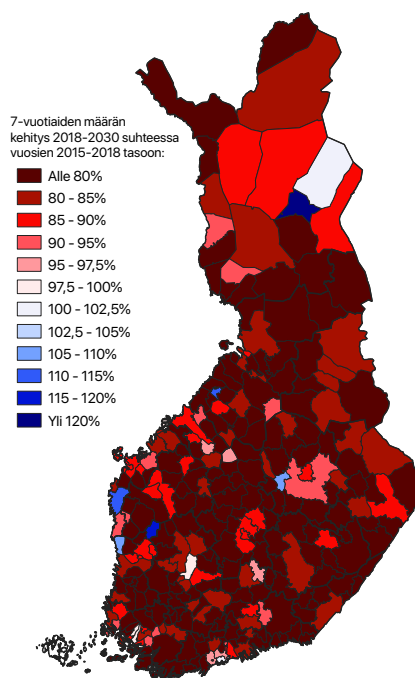 7-vuotiaiden määrän
kehitys 2018-2030 suhteessa
vuosien 2015-2018 tasoon:
Alle 80%
80 - 85%
85 - 90%
90 - 95%
95 - 97,5%
97,5 - 100%
100 - 102,5%
102,5 - 105%
105 - 110%
110 - 115%
115 - 120%
Yli 120%